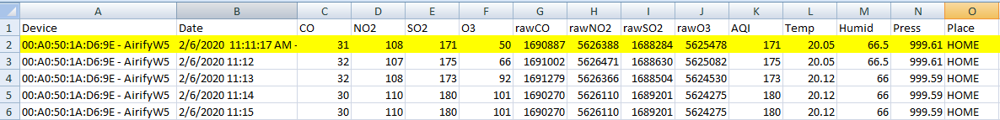 A B C D E F G H I J K L M N O
1 Device Date CO NO2 SO2 O3 rawCO rawNO2 rawSO2 rawO3 AQI Temp Humid Press Place
2 00:A0:50:1A:D6:9E - AirifyW5 2/6/2020 11:11:17 AM - 31 108 171 50 1690887 5626388 1688284 5625478 171 20.05 66.5 999.61 HOME
3 00:A0:50:1A:D6:9E - AirifyW5 2/6/2020 11:12 32 107 175 66 1691002 5626471 1688630 5625082 175 20.05 66.5 999.61 HOME
4 00:A0:50:1A:D6:9E - AirifyW5 2/6/2020 11:13 32 108 173 92 1691279 5626366 1688504 5624530 173 20.12 66 999.59 HOME
5 00:A0:50:1A:D6:9E - AirifyW5 2/6/2020 11:14 30 110 180 101 1690270 5626110 1689201 5624275 180 20.12 66 999.59 HOME
6 00:A0:50:1A:D6:9E - AirifyW5 2/6/2020 11:15 30 110 180 101 1690270 5626110 1689201 5624275 180 20.12 66 999.59 HOME